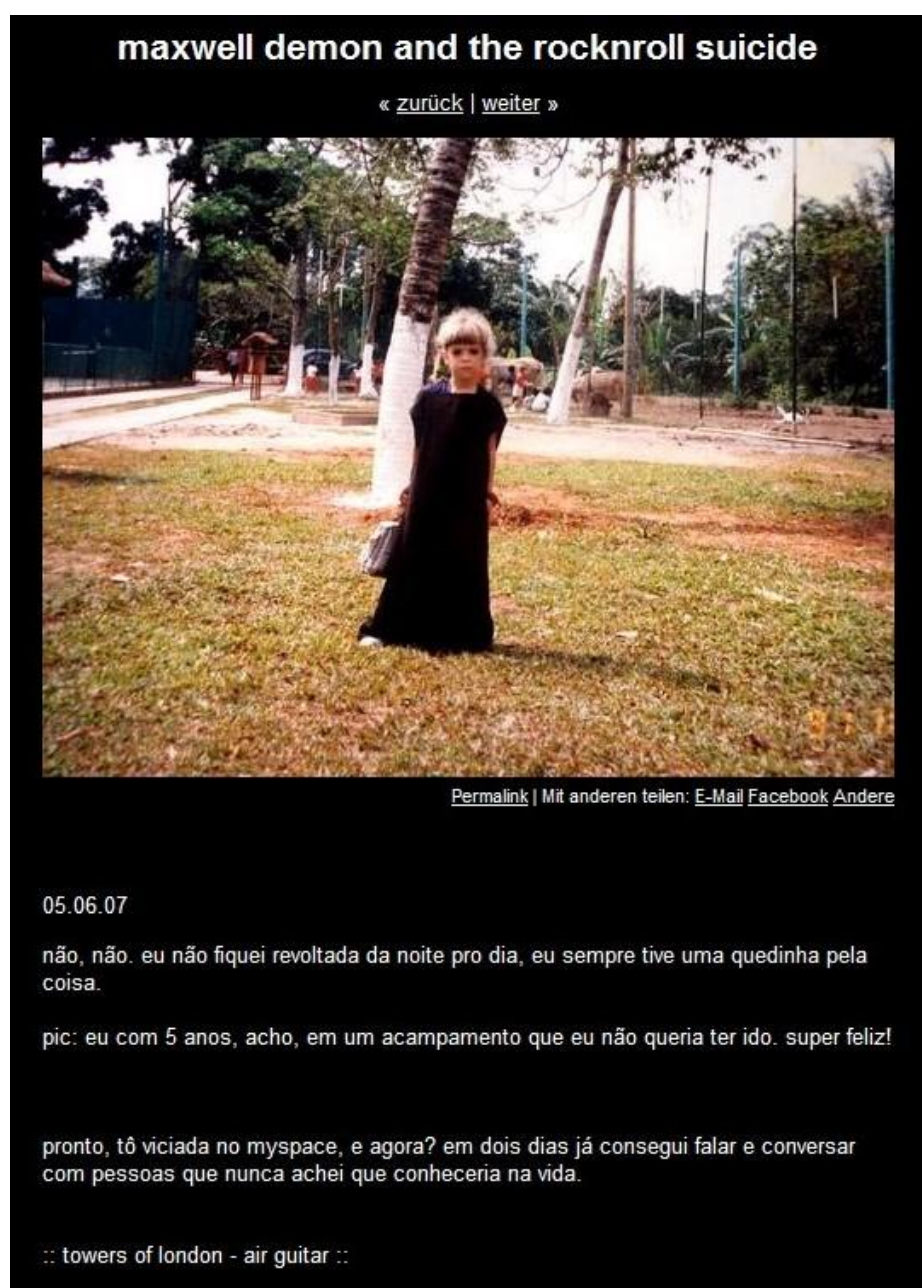 maxwell demon and the rocknroll suicide
« zurück | weiter »
Permalink | Mit anderen teilen: E-Mail Facebook Andere
05.06.07
não, não. eu não fiquei revoltada da noite pro dia, eu sempre tive uma quedinha pela
coisa.
pic: eu com 5 anos, acho, em um acampamento que eu não queria ter ido. super feliz!
pronto, tô viciada no myspace, e agora? em dois dias já consegui falar e conversar
com pessoas que nunca achei que conheceria na vida.
:: towers of london - air guitar ::